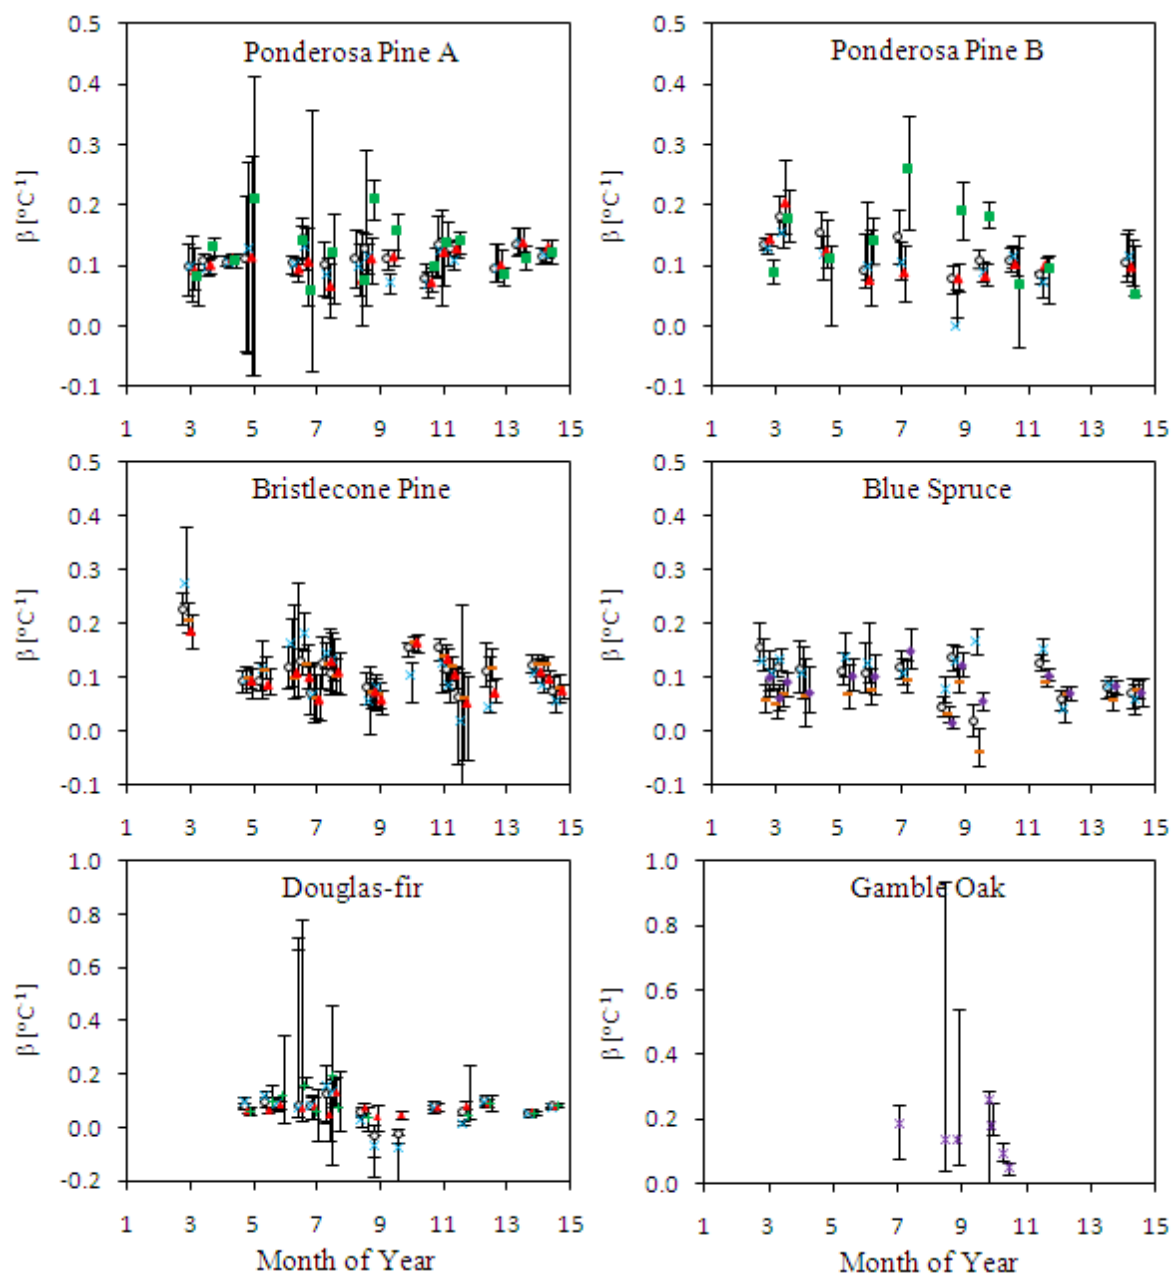 Ponderosa Pine A
β [°C⁻¹]
0.5
0.4
0.3
0.2
0.1
0.0
-0.1
1 3 5 7 9 11 13 15
Ponderosa Pine B
β [°C⁻¹]
0.5
0.4
0.3
0.2
0.1
0.0
-0.1
1 3 5 7 9 11 13 15
Bristlecone Pine
β [°C⁻¹]
0.5
0.4
0.3
0.2
0.1
0.0
-0.1
1 3 5 7 9 11 13 15
Blue Spruce
β [°C⁻¹]
0.5
0.4
0.3
0.2
0.1
0.0
-0.1
1 3 5 7 9 11 13 15
Douglas-fir
β [°C⁻¹]
1.0
0.8
0.6
0.4
0.2
0.0
-0.2
1 3 5 7 9 11 13 15
Month of Year
Gamble Oak
β [°C⁻¹]
1.0
0.8
0.6
0.4
0.2
0.0
1 3 5 7 9 11 13 15
Month of Year